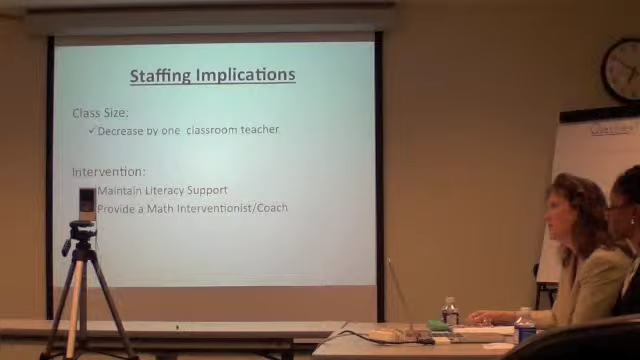 Staffing Implications
Class Size:
✓Decrease by one classroom teacher
Intervention:
Maintain Literacy Support
Provide a Math Interventionist/Coach